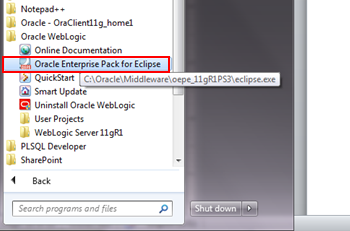 Notepad++
Oracle - OraClient11g_home1
Oracle WebLogic
Online Documentation
Oracle Enterprise Pack for Eclipse
QuickStart
C:\Oracle\Middleware\oepe_11gR1PS3\eclipse.exe
Smart Update
Uninstall Oracle WebLogic
User Projects
WebLogic Server 11gR1
PLSQL Developer
SharePoint
Back
Search programs and files
Shut down